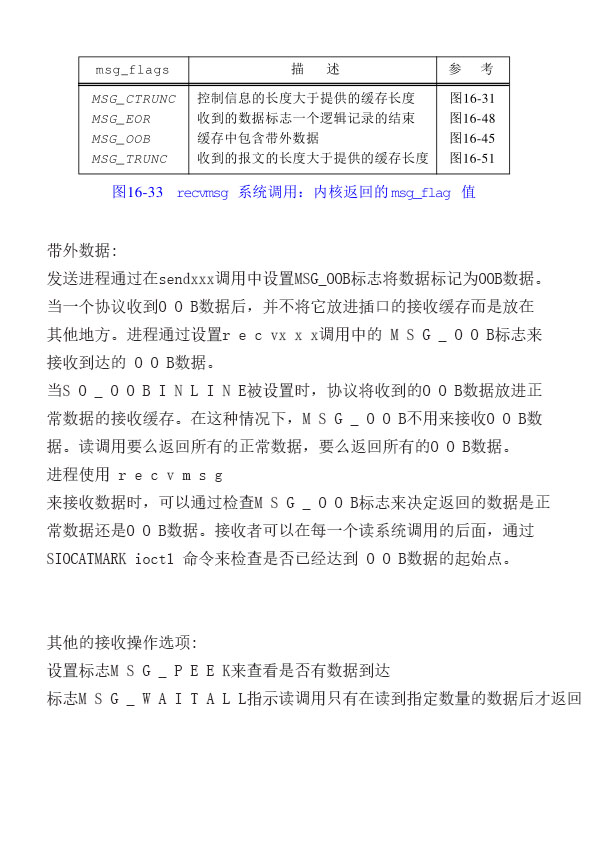 msg_flags 描 述 参 考
MSG_CTRUNC 控制信息的长度大于提供的缓存长度 图16-31
MSG_EOR 收到的数据标志一个逻辑记录的结束 图16-48
MSG_OOB 缓存中包含带外数据 图16-45
MSG_TRUNC 收到的报文的长度大于提供的缓存长度 图16-51
图16-33 recvmsg 系统调用：内核返回的 msg_flag 值
带外数据:
发送进程通过在sendxxx调用中设置MSG_OOB标志将数据标记为OOB数据。
当一个协议收到O O B数据后，并不将它放进插口的接收缓存而是放在
其他地方。进程通过设置r e c vx x x调用中的 M S G _ O O B标志来
接收到达的 O O B数据。
当S O _ O O B I N L I N E被设置时，协议将收到的O O B数据放进正
常数据的接收缓存。在这种情况下，M S G _ O O B不用来接收O O B数
据。读调用要么返回所有的正常数据，要么返回所有的O O B数据。
进程使用 r e c v m s g
来接收数据时，可以通过检查M S G _ O O B标志来决定返回的数据是正
常数据还是O O B数据。接收者可以在每一个读系统调用的后面，通过
SIOCATMARK ioctl 命令来检查是否已经达到 O O B数据的起始点。
其他的接收操作选项:
设置标志M S G _ P E E K来查看是否有数据到达
标志M S G _ W A I T A L L指示读调用只有在读到指定数量的数据后才返回